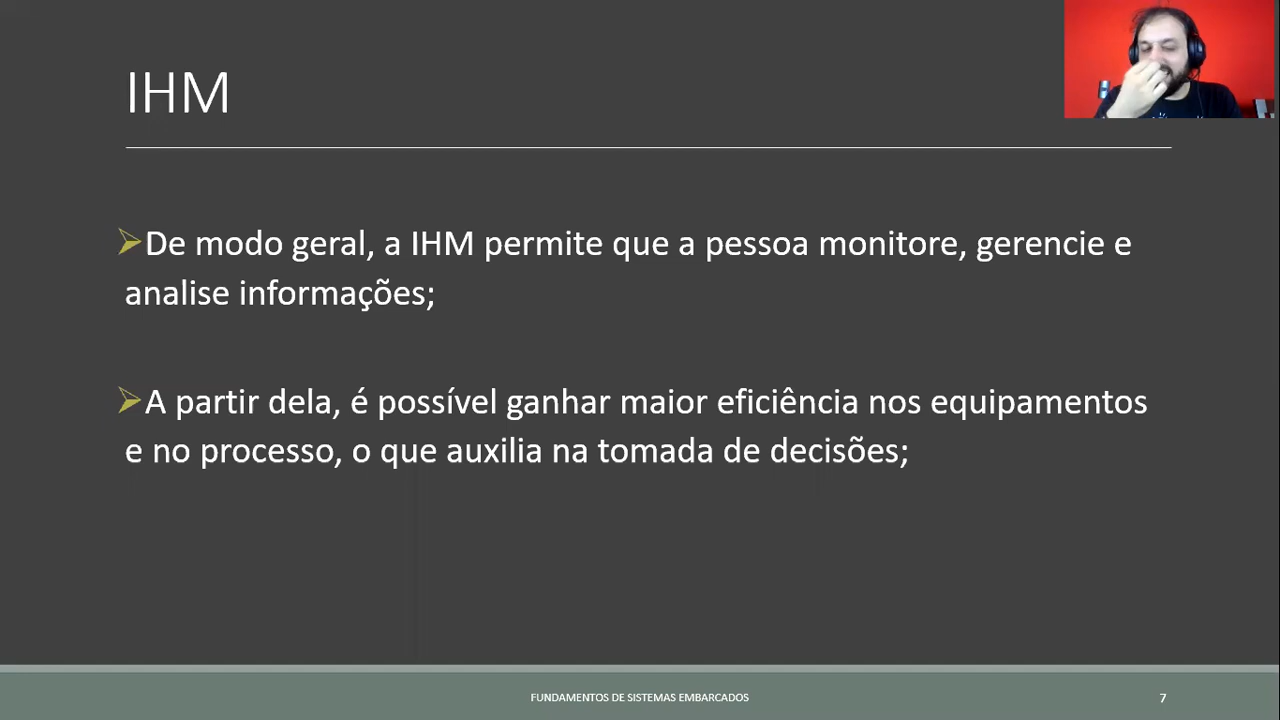 IHM
De modo geral, a IHM permite que a pessoa monitore, gerencie e
analise informações;
A partir dela, é possível ganhar maior eficiência nos equipamentos
e no processo, o que auxilia na tomada de decisões;
FUNDAMENTOS DE SISTEMAS EMBARCADOS
7